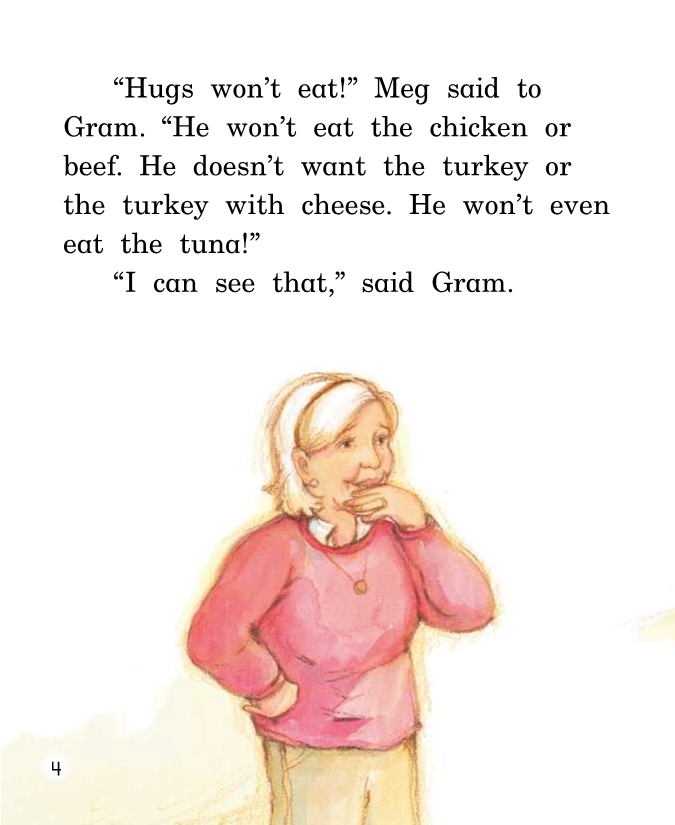 “Hugs won’t eat!” Meg said to
Gram. “He won’t eat the chicken or
beef. He doesn’t want the turkey or
the turkey with cheese. He won’t even
eat the tuna!”
“I can see that,” said Gram.
4